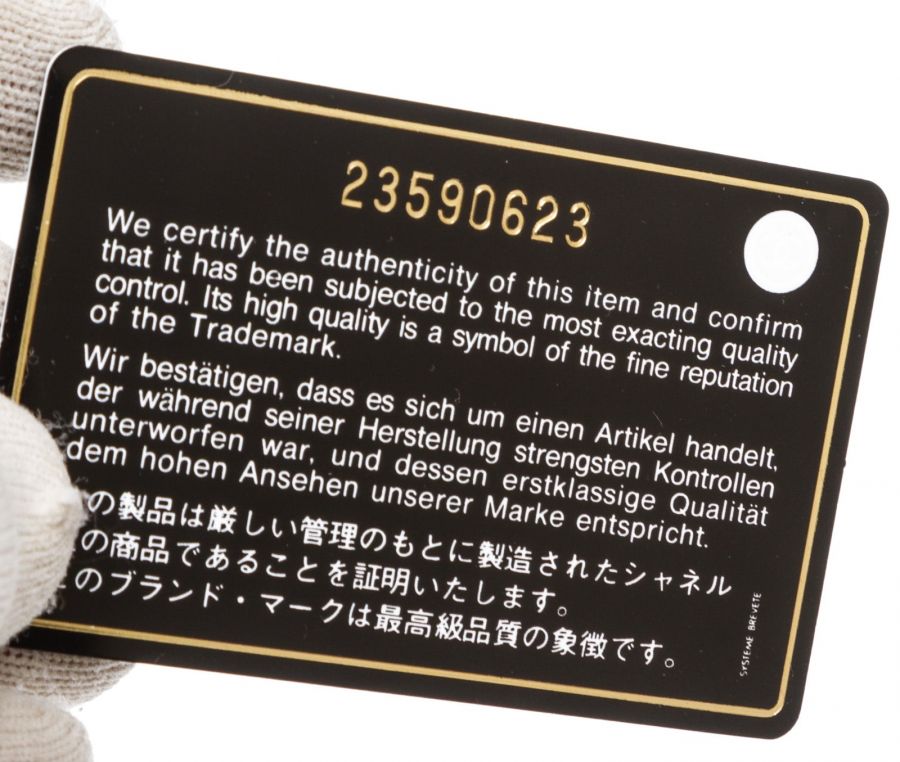 23590623
We certify the authenticity of this item and confirm
that it has been subjected to the most exacting quality
control. Its high quality is a symbol of the fine reputation
of the Trademark.
Wir bestätigen, dass es sich um einen Artikel handelt,
der während seiner Herstellung strengsten Kontrollen
unterworfen war, und dessen erstklassige Qualität
dem hohen Ansehen unserer Marke entspricht.
の製品は厳しい管理のもとに製造されたシャネル
の商品であることを証明いたします。
のブランド・マークは最高級品質の象徴です。
SYSTEME BREVETE